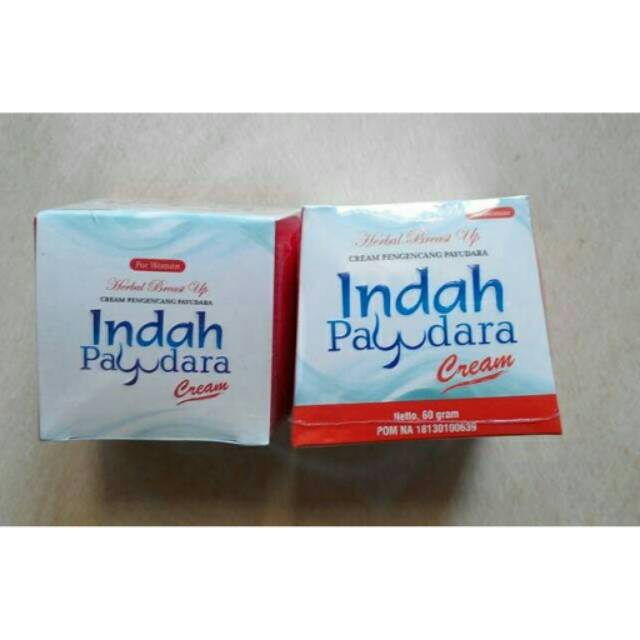 For Woman
Herbal Breast Up
CREAM PENGENCANG PAYUDARA
Indah
Payudara
Cream
Herbal Breast Up
CREAM PENGENCANG PAYUDARA
Indah
Payudara
Cream
Netto, 60 gram
POM NA 18130100639